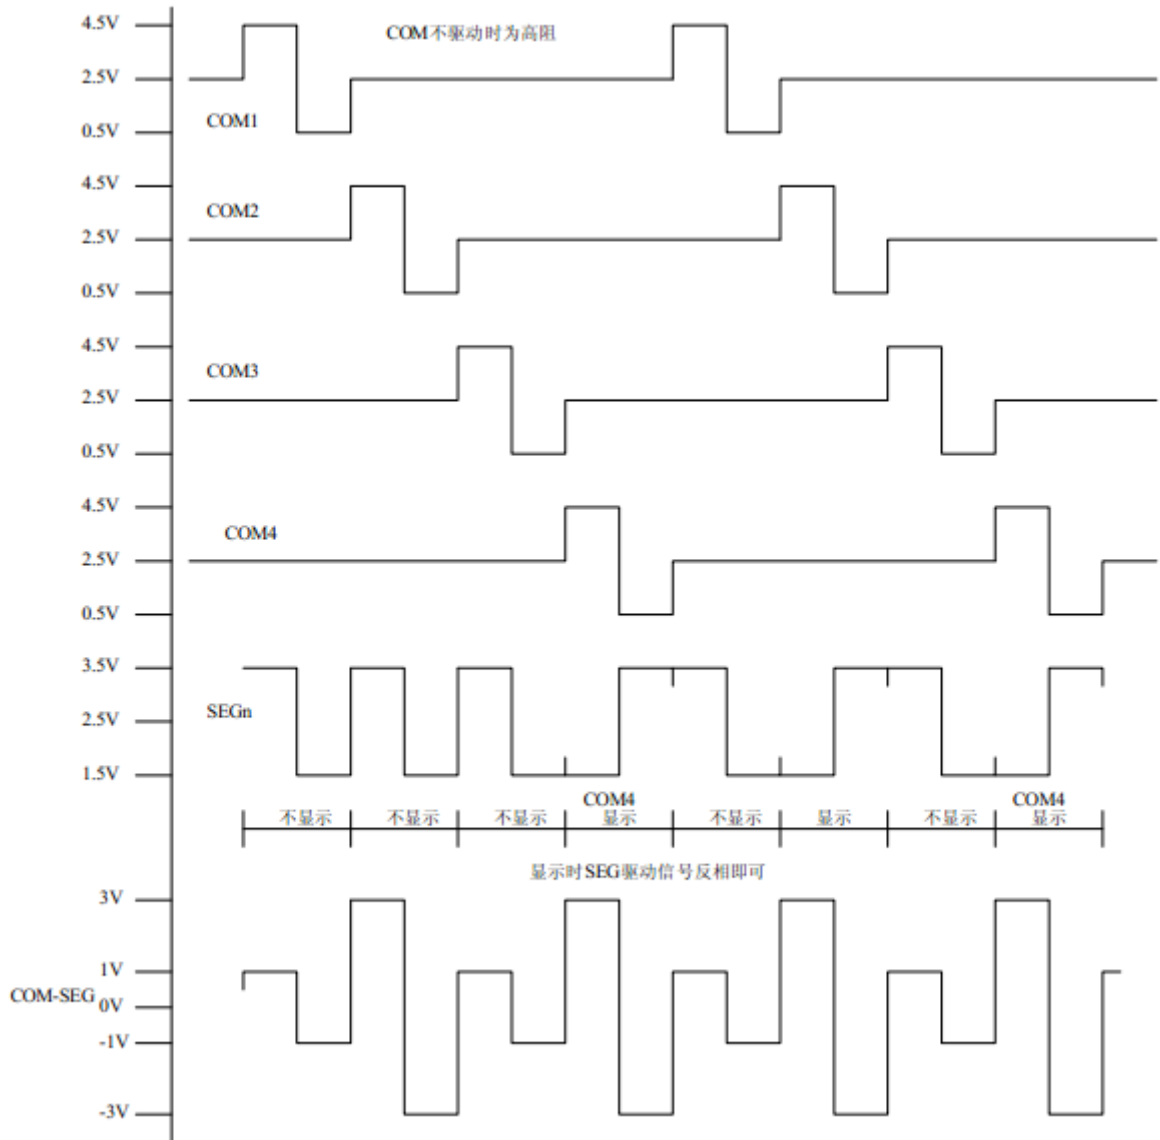 4.5V
COM不驱动时为高阻
2.5V
COM1
0.5V
4.5V
COM2
2.5V
0.5V
4.5V
COM3
2.5V
0.5V
4.5V
COM4
2.5V
0.5V
3.5V
SEGn
2.5V
1.5V
COM4 COM4
不显示 不显示 不显示 显示 不显示 显示 不显示 显示
显示时SEG驱动信号反相即可
3V
1V
COM-SEG 0V
-1V
-3V